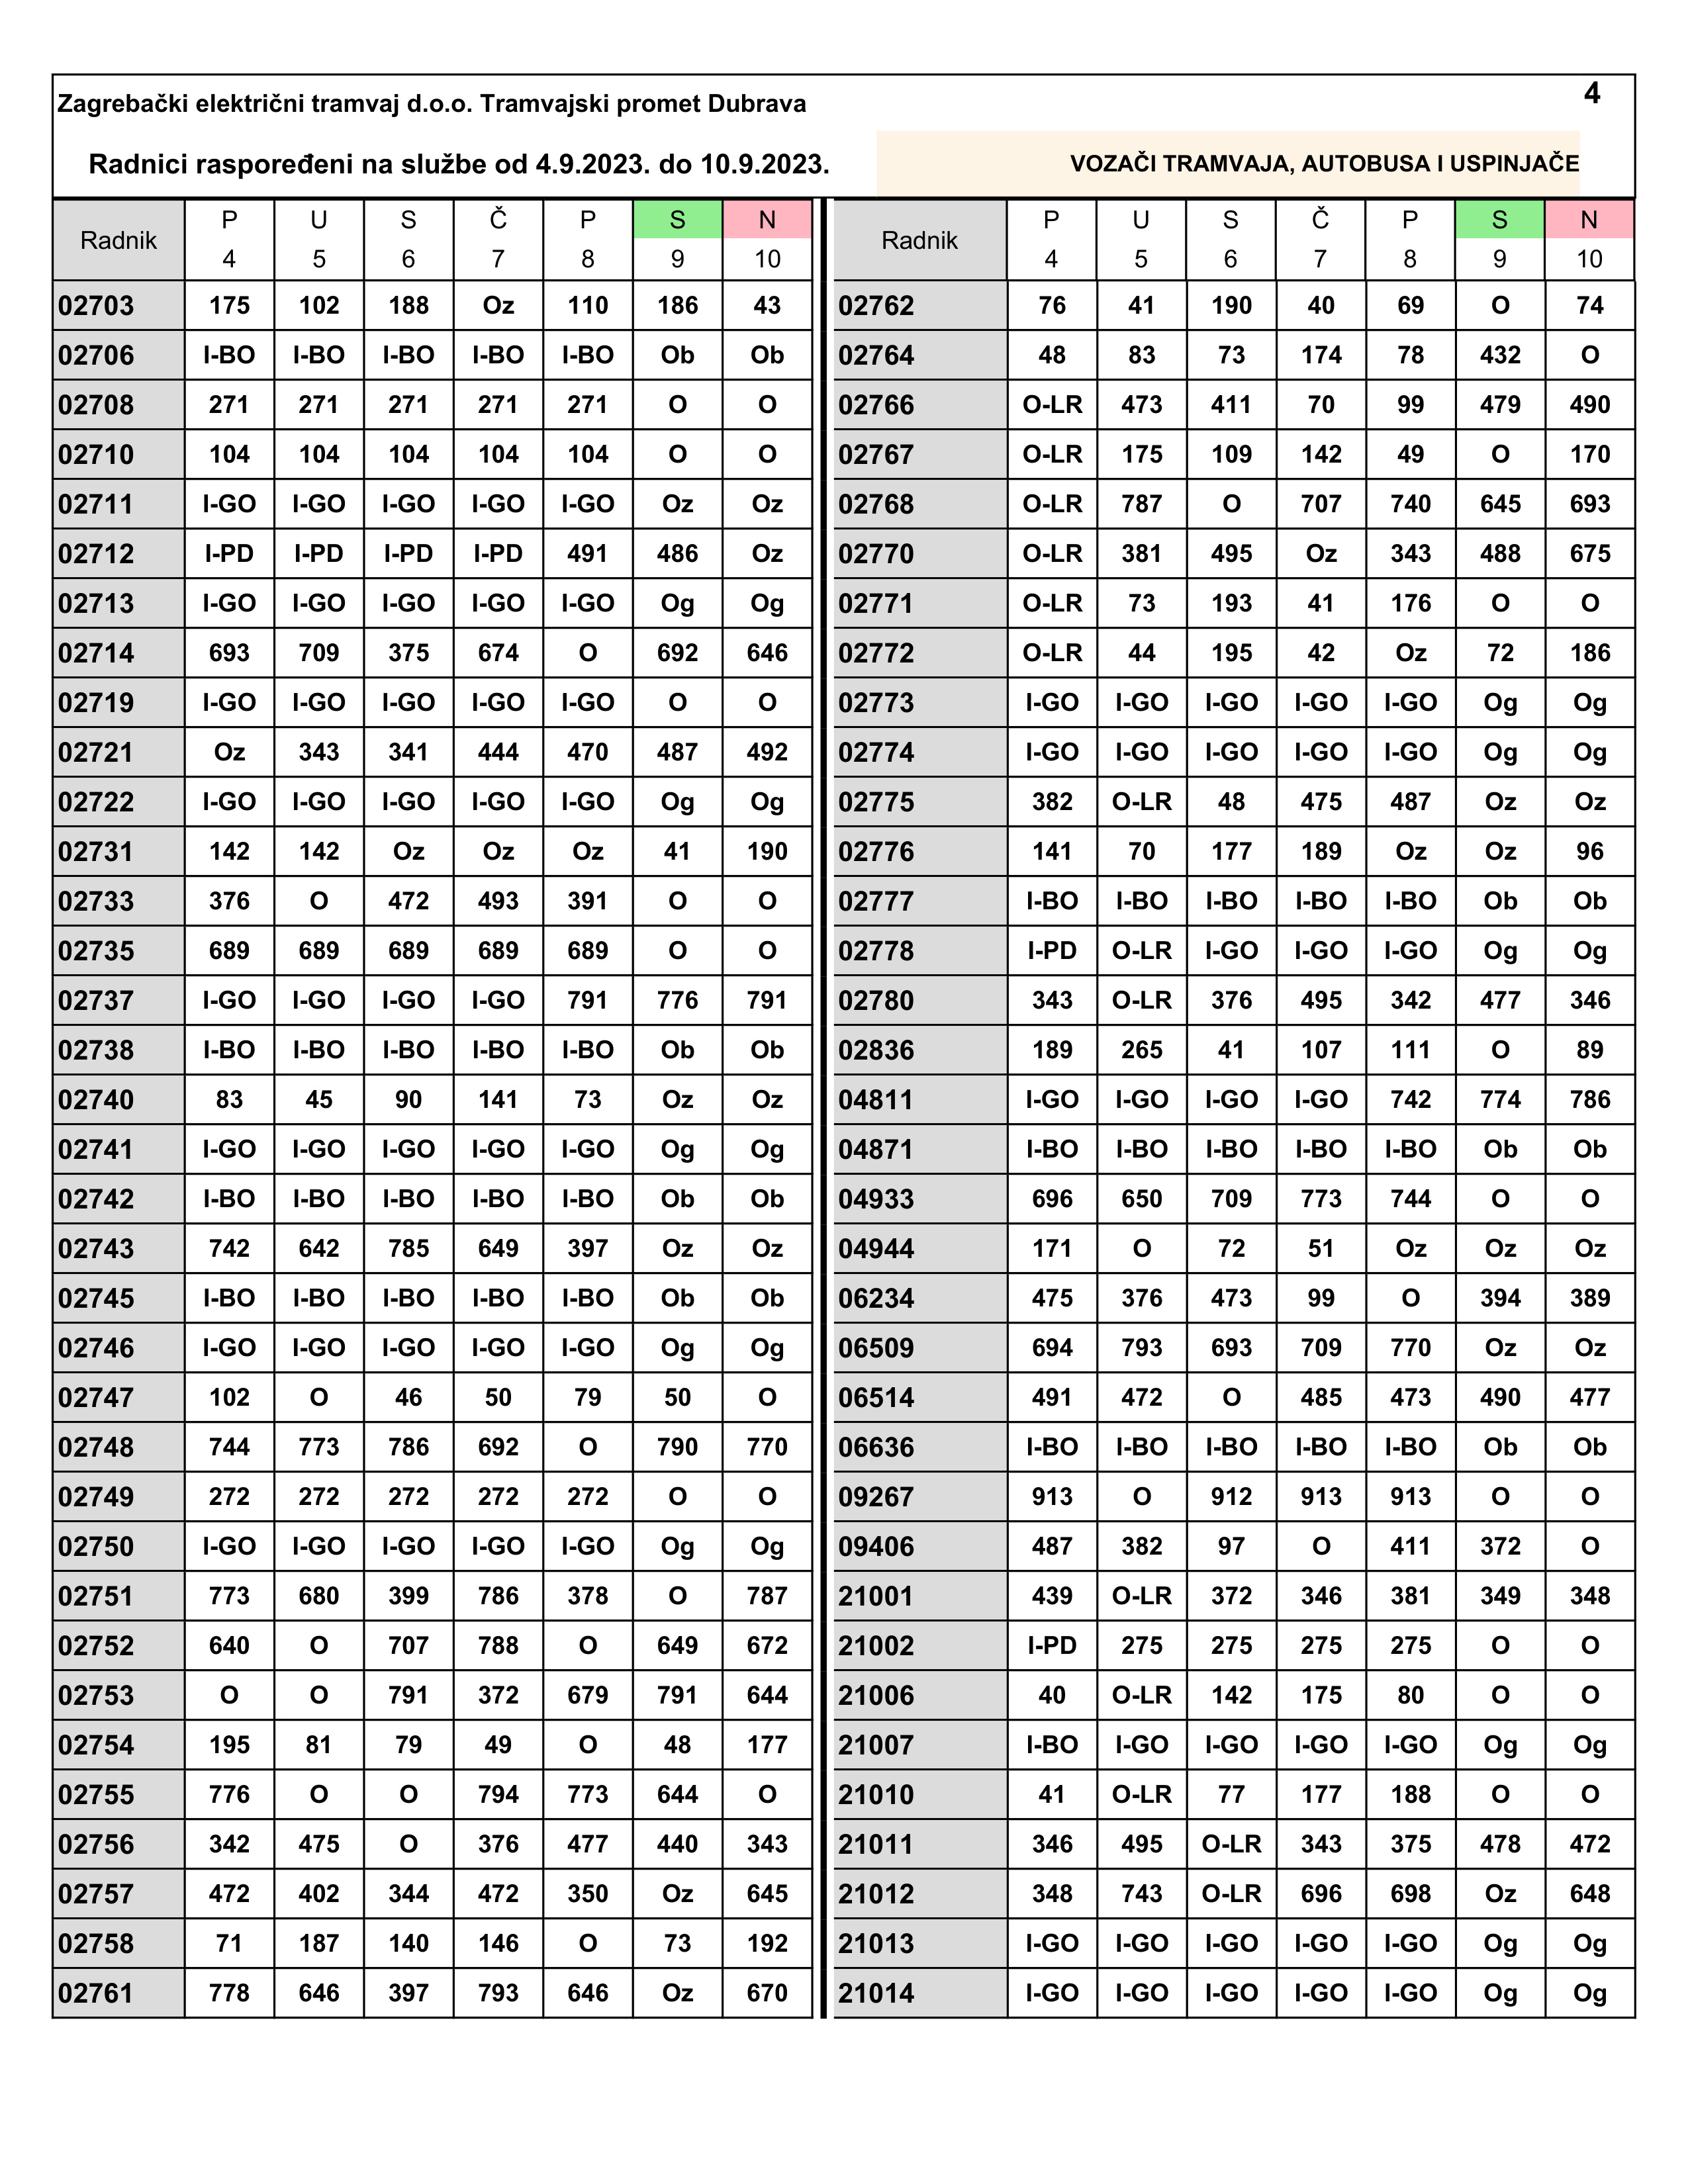 4
Zagrebački električni tramvaj d.o.o. Tramvajski promet Dubrava
Radnici raspoređeni na službe od 4.9.2023. do 10.9.2023.
VOZAČI TRAMVAJA, AUTOBUSA I USPINJAČE
Radnik P U S Č P S N
4 5 6 7 8 9 10
02703 175 102 188 Oz 110 186 43
02706 I-BO I-BO I-BO I-BO I-BO Ob Ob
02708 271 271 271 271 271 O O
02710 104 104 104 104 104 O O
02711 I-GO I-GO I-GO I-GO I-GO Oz Oz
02712 I-PD I-PD I-PD I-PD 491 486 Oz
02713 I-GO I-GO I-GO I-GO I-GO Og Og
02714 693 709 375 674 O 692 646
02719 I-GO I-GO I-GO I-GO I-GO O O
02721 Oz 343 341 444 470 487 492
02722 I-GO I-GO I-GO I-GO I-GO Og Og
02731 142 142 Oz Oz Oz 41 190
02733 376 O 472 493 391 O O
02735 689 689 689 689 689 O O
02737 I-GO I-GO I-GO I-GO 791 776 791
02738 I-BO I-BO I-BO I-BO I-BO Ob Ob
02740 83 45 90 141 73 Oz Oz
02741 I-GO I-GO I-GO I-GO I-GO Og Og
02742 I-BO I-BO I-BO I-BO I-BO Ob Ob
02743 742 642 785 649 397 Oz Oz
02745 I-BO I-BO I-BO I-BO I-BO Ob Ob
02746 I-GO I-GO I-GO I-GO I-GO Og Og
02747 102 O 46 50 79 50 O
02748 744 773 786 692 O 790 770
02749 272 272 272 272 272 O O
02750 I-GO I-GO I-GO I-GO I-GO Og Og
02751 773 680 399 786 378 O 787
02752 640 O 707 788 O 649 672
02753 O O 791 372 679 791 644
02754 195 81 79 49 O 48 177
02755 776 O O 794 773 644 O
02756 342 475 O 376 477 440 343
02757 472 402 344 472 350 Oz 645
02758 71 187 140 146 O 73 192
02761 778 646 397 793 646 Oz 670
Radnik P U S Č P S N
4 5 6 7 8 9 10
02762 76 41 190 40 69 O 74
02764 48 83 73 174 78 432 O
02766 O-LR 473 411 70 99 479 490
02767 O-LR 175 109 142 49 O 170
02768 O-LR 787 O 707 740 645 693
02770 O-LR 381 495 Oz 343 488 675
02771 O-LR 73 193 41 176 O O
02772 O-LR 44 195 42 Oz 72 186
02773 I-GO I-GO I-GO I-GO I-GO Og Og
02774 I-GO I-GO I-GO I-GO I-GO Og Og
02775 382 O-LR 48 475 487 Oz Oz
02776 141 70 177 189 Oz Oz 96
02777 I-BO I-BO I-BO I-BO I-BO Ob Ob
02778 I-PD O-LR I-GO I-GO I-GO Og Og
02780 343 O-LR 376 495 342 477 346
02836 189 265 41 107 111 O 89
04811 I-GO I-GO I-GO I-GO 742 774 786
04871 I-BO I-BO I-BO I-BO I-BO Ob Ob
04933 696 650 709 773 744 O O
04944 171 O 72 51 Oz Oz Oz
06234 475 376 473 99 O 394 389
06509 694 793 693 709 770 Oz Oz
06514 491 472 O 485 473 490 477
06636 I-BO I-BO I-BO I-BO I-BO Ob Ob
09267 913 O 912 913 913 O O
09406 487 382 97 O 411 372 O
21001 439 O-LR 372 346 381 349 348
21002 I-PD 275 275 275 275 O O
21006 40 O-LR 142 175 80 O O
21007 I-BO I-GO I-GO I-GO I-GO Og Og
21010 41 O-LR 77 177 188 O O
21011 346 495 O-LR 343 375 478 472
21012 348 743 O-LR 696 698 Oz 648
21013 I-GO I-GO I-GO I-GO I-GO Og Og
21014 I-GO I-GO I-GO I-GO I-GO Og Og